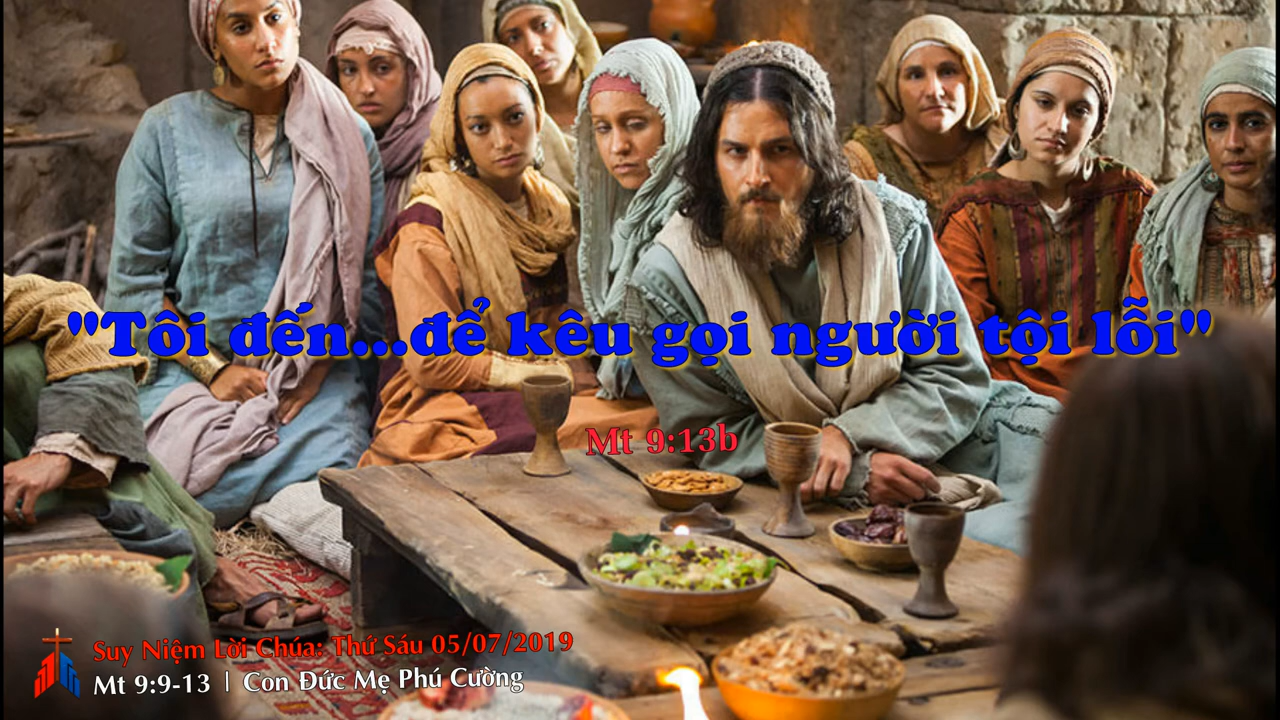 "Tôi đến...để kêu gọi người tội lỗi"
Mt 9:13b
Suy Niệm Lời Chúa: Thứ Sáu 05/07/2019
Mt 9:9-13 | Con Đức Mẹ Phú Cường